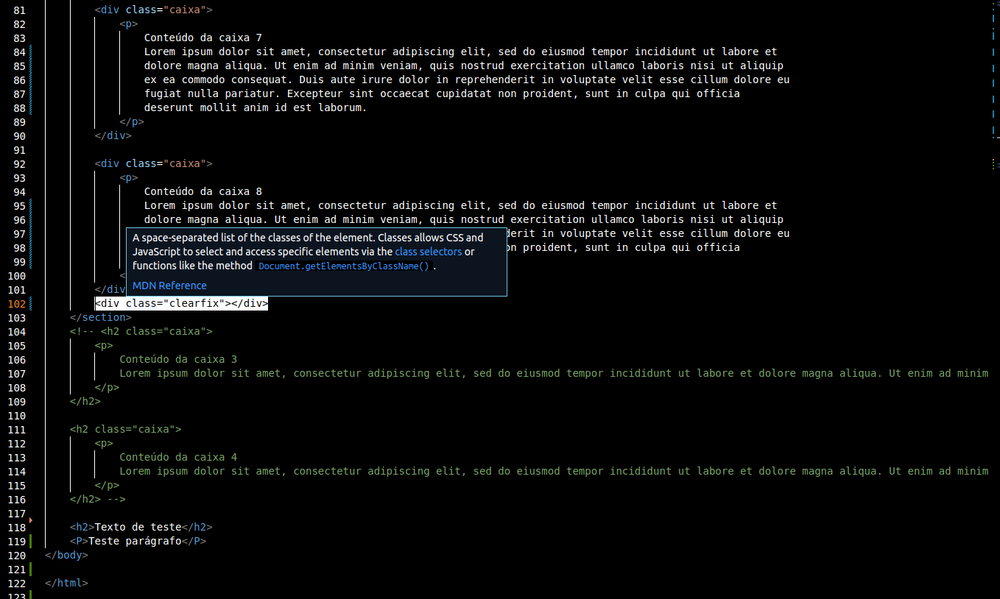 81 <div class="caixa">
82 <p>
83 Conteúdo da caixa 7
84 Lorem ipsum dolor sit amet, consectetur adipiscing elit, sed do eiusmod tempor incididunt ut labore et
85 dolore magna aliqua. Ut enim ad minim veniam, quis nostrud exercitation ullamco laboris nisi ut aliquip
86 ex ea commodo consequat. Duis aute irure dolor in reprehenderit in voluptate velit esse cillum dolore eu
87 fugiat nulla pariatur. Excepteur sint occaecat cupidatat non proident, sunt in culpa qui officia
88 deserunt mollit anim id est laborum.
89 </p>
90 </div>
91
92 <div class="caixa">
93 <p>
94 Conteúdo da caixa 8
95 Lorem ipsum dolor sit amet, consectetur adipiscing elit, sed do eiusmod tempor incididunt ut labore et
96 dolore magna aliqua. Ut enim ad minim veniam, quis nostrud exercitation ullamco laboris nisi ut aliquip
97 derit in voluptate velit esse cillum dolore eu
98 on proident, sunt in culpa qui officia
99
A space-separated list of the classes of the element. Classes allows CSS and
JavaScript to select and access specific elements via the class selectors or
functions like the method Document.getElementsByClassName() .
MDN Reference
100 <
101 </div
102 <div class="clearfix"></div>
103 </section>
104 <!-- <h2 class="caixa">
105 <p>
106 Conteúdo da caixa 3
107 Lorem ipsum dolor sit amet, consectetur adipiscing elit, sed do eiusmod tempor incididunt ut labore et dolore magna aliqua. Ut enim ad minim
108 </p>
109 </h2>
110
111 <h2 class="caixa">
112 <p>
113 Conteúdo da caixa 4
114 Lorem ipsum dolor sit amet, consectetur adipiscing elit, sed do eiusmod tempor incididunt ut labore et dolore magna aliqua. Ut enim ad minim
115 </p>
116 </h2> -->
117
118 <h2>Texto de teste</h2>
119 <P>Teste parágrafo</P>
120 </body>
121
122 </html>
123